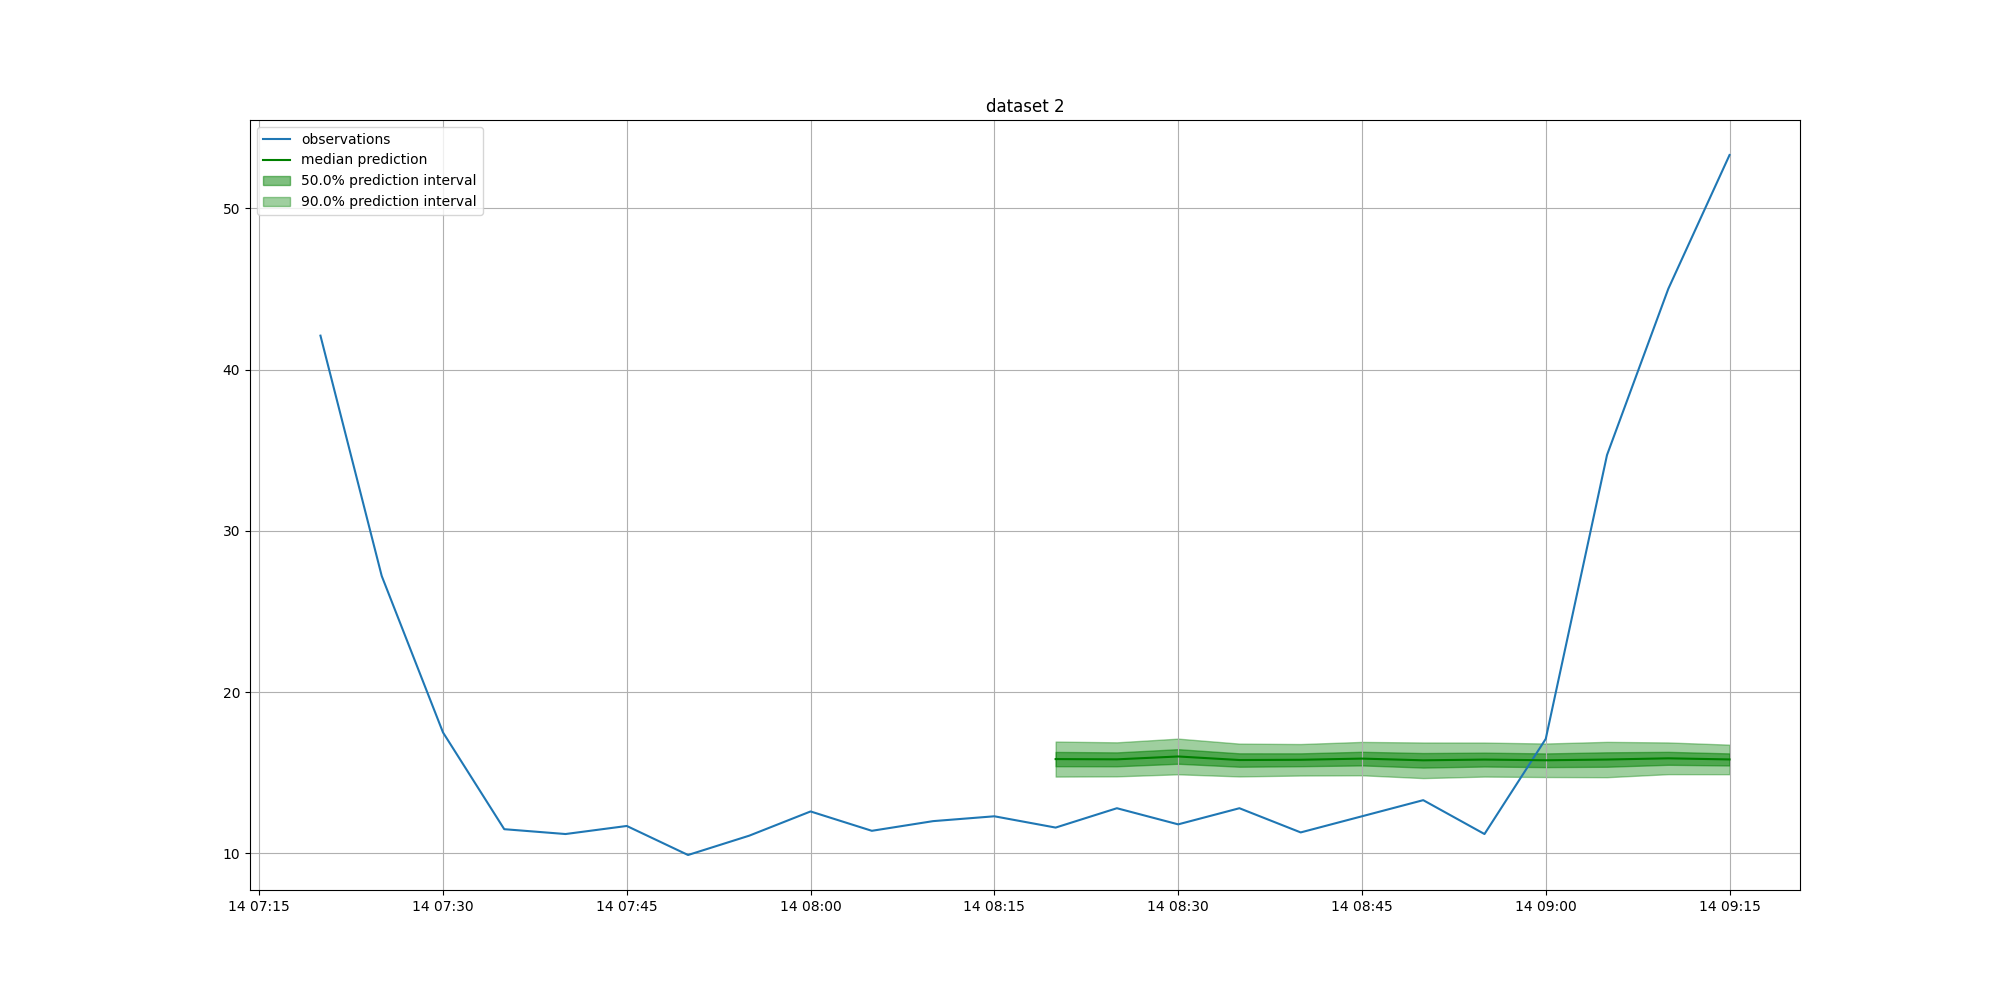 dataset 2
observations
median prediction
50.0% prediction interval
90.0% prediction interval
50
40
30
20
10
14 07:15 14 07:30 14 07:45 14 08:00 14 08:15 14 08:30 14 08:45 14 09:00 14 09:15